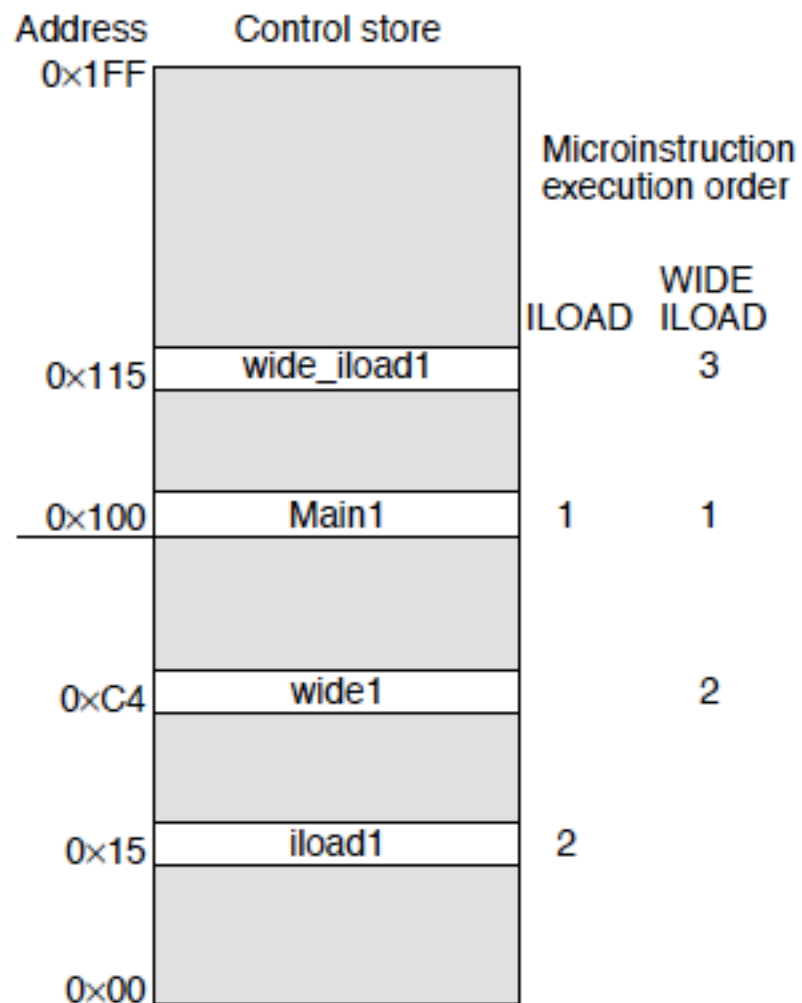 Address Control store
0×1FF
Microinstruction
execution order
WIDE
ILOAD ILOAD
0×115 wide_iload1 3
0×100 Main1 1 1
0×C4 wide1 2
0×15 iload1 2
0×00